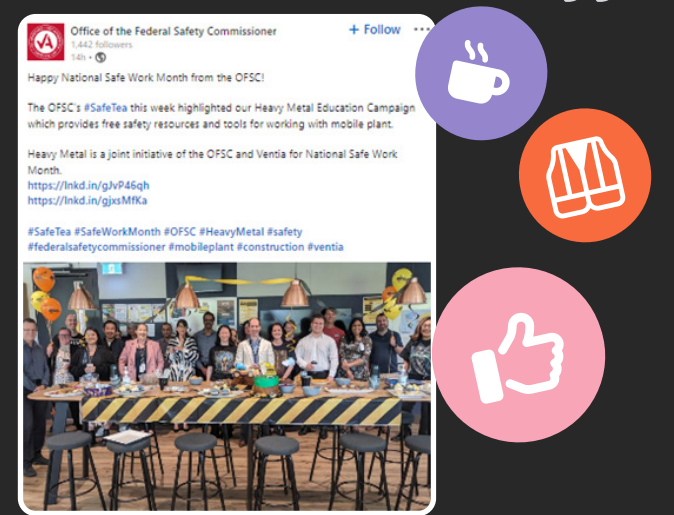 Office of the Federal Safety Commissioner
+ Follow ...
1,442 followers
14h •
Happy National Safe Work Month from the OFSC!
The OFSC's #SafeTea this week highlighted our Heavy Metal Education Campaign
which provides free safety resources and tools for working with mobile plant.
Heavy Metal is a joint initiative of the OFSC and Ventia for National Safe Work
Month.
https://lnkd.in/gJvP46qh
https://lnkd.in/gjxsMfKa
#SafeTea #SafeWorkMonth #OFSC #HeavyMetal #safety
#federalsafetycommissioner #mobileplant #construction #ventia